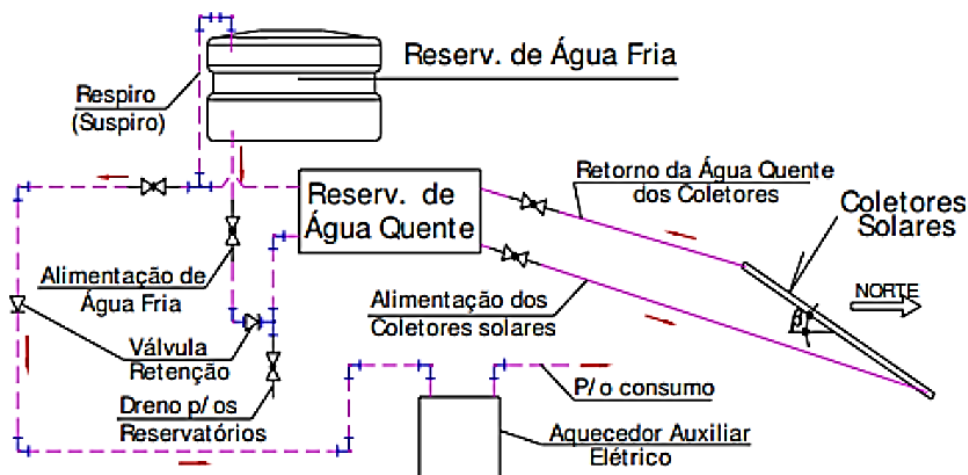 Reserv. de Água Fria
Respiro
(Suspiro)
Retorno da Água Quente
dos Coletores
Coletores
Solares
Reserv. de
Água Quente
Alimentação de
Água Fria
Alimentação dos
Coletores solares
NORTE
β
Válvula
Retenção
Dreno p/ os
Reservatórios
P/o consumo
Aquecedor Auxiliar
Elétrico